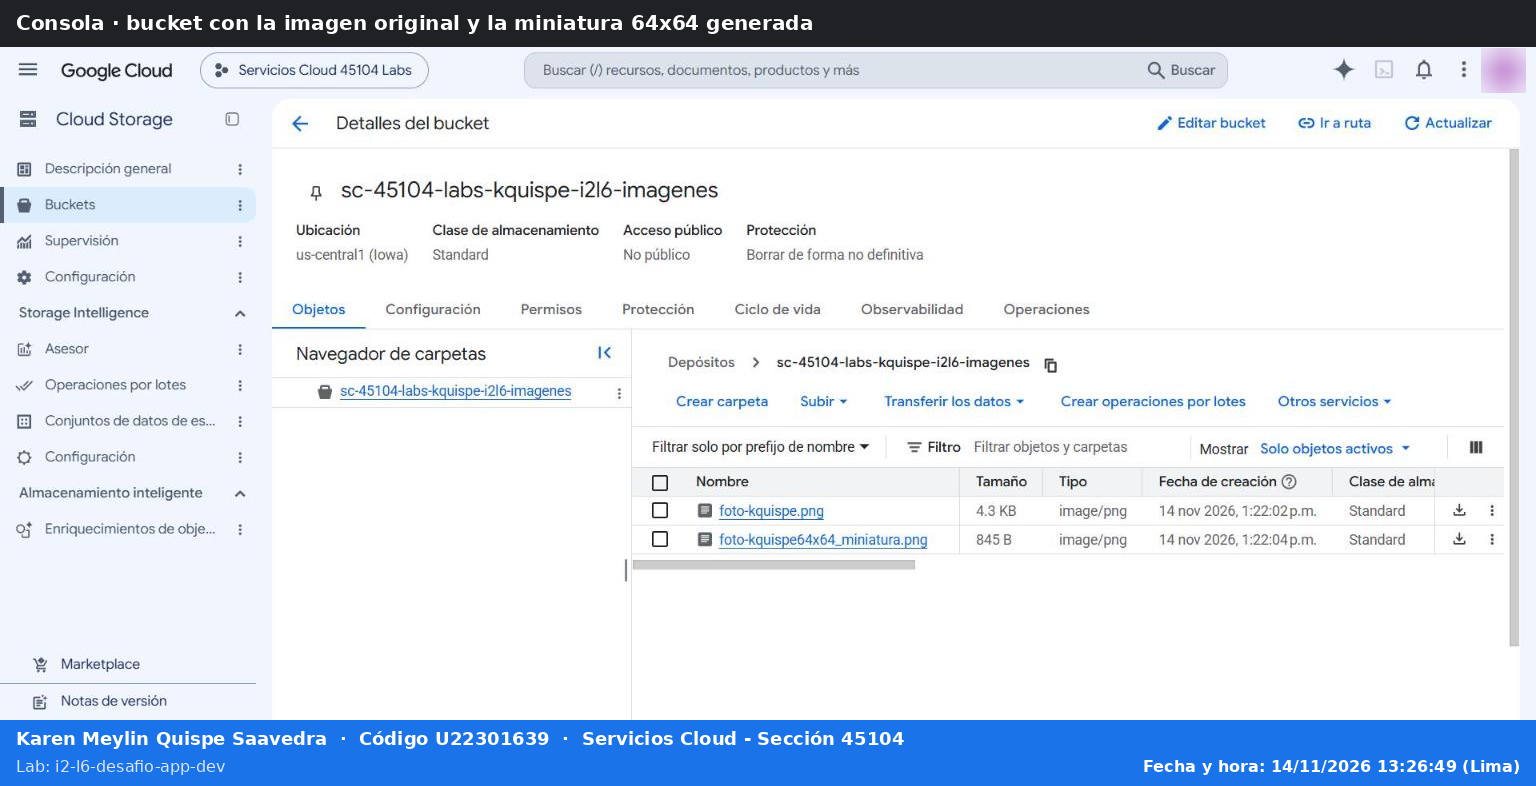 Consola · bucket con la imagen original y la miniatura 64x64 generada
Google Cloud
Servicios Cloud 45104 Labs
Buscar (/) recursos, documentos, productos y más
Buscar
Cloud Storage
Descripción general
Buckets
Supervisión
Configuración
Storage Intelligence
Asesor
Operaciones por lotes
Conjuntos de datos de es...
Configuración
Almacenamiento inteligente
Enriquecimientos de obje...
Marketplace
Notas de versión
Detalles del bucket
Editar bucket
Ir a ruta
Actualizar
sc-45104-labs-kquispe-i2l6-imagenes
Ubicación Clase de almacenamiento Acceso público Protección
us-central1 (Iowa) Standard No público Borrar de forma no definitiva
Objetos Configuración Permisos Protección Ciclo de vida Observabilidad Operaciones
Navegador de carpetas
sc-45104-labs-kquispe-i2l6-imagenes
Depósitos sc-45104-labs-kquispe-i2l6-imagenes
Crear carpeta Subir Transferir los datos Crear operaciones por lotes Otros servicios
Filtrar solo por prefijo de nombre Filtro Filtrar objetos y carpetas Mostrar Solo objetos activos
Nombre Tamaño Tipo Fecha de creación Clase de alma
foto-kquispe.png 4.3 KB image/png 14 nov 2026, 1:22:02 p.m. Standard
foto-kquispe64x64_miniatura.png 845 B image/png 14 nov 2026, 1:22:04 p.m. Standard
Karen Meylin Quispe Saavedra · Código U22301639 · Servicios Cloud - Sección 45104
Lab: i2-l6-desafio-app-dev
Fecha y hora: 14/11/2026 13:26:49 (Lima)